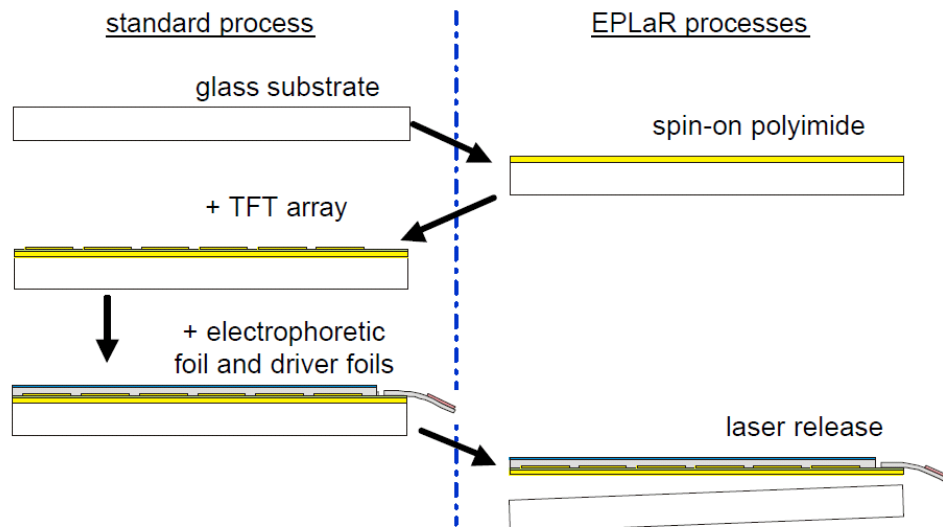 standard process
EPLaR processes
glass substrate
spin-on polyimide
+ TFT array
+ electrophoretic
foil and driver foils
laser release